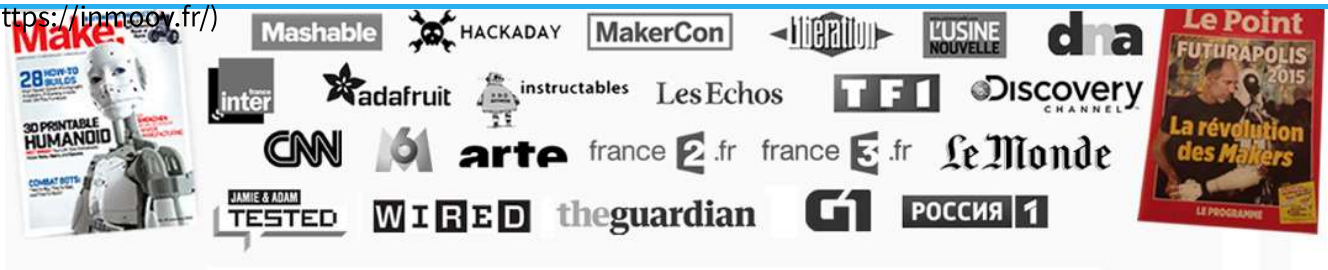 ttps://inmoov.fr/)
Make:
28 HOW-TO
BUILDS
3D PRINTABLE
HUMANOID
COMBAT BOTS:
Mashable
HACKADAY
MakerCon
libération
L'USINE
NOUVELLE
dna
france
inter
adafruit
instructables
Les Echos
TF1
Discovery
CHANNEL
CNN
M6
arte
france 2 .fr
france 3 .fr
Le Monde
JAMIE & ADAM
TESTED
WIRED
theguardian
G1
РОССИЯ 1
Le Point
FUTURAPOLIS
2015
La révolution
des Makers
LE PROGRAMME